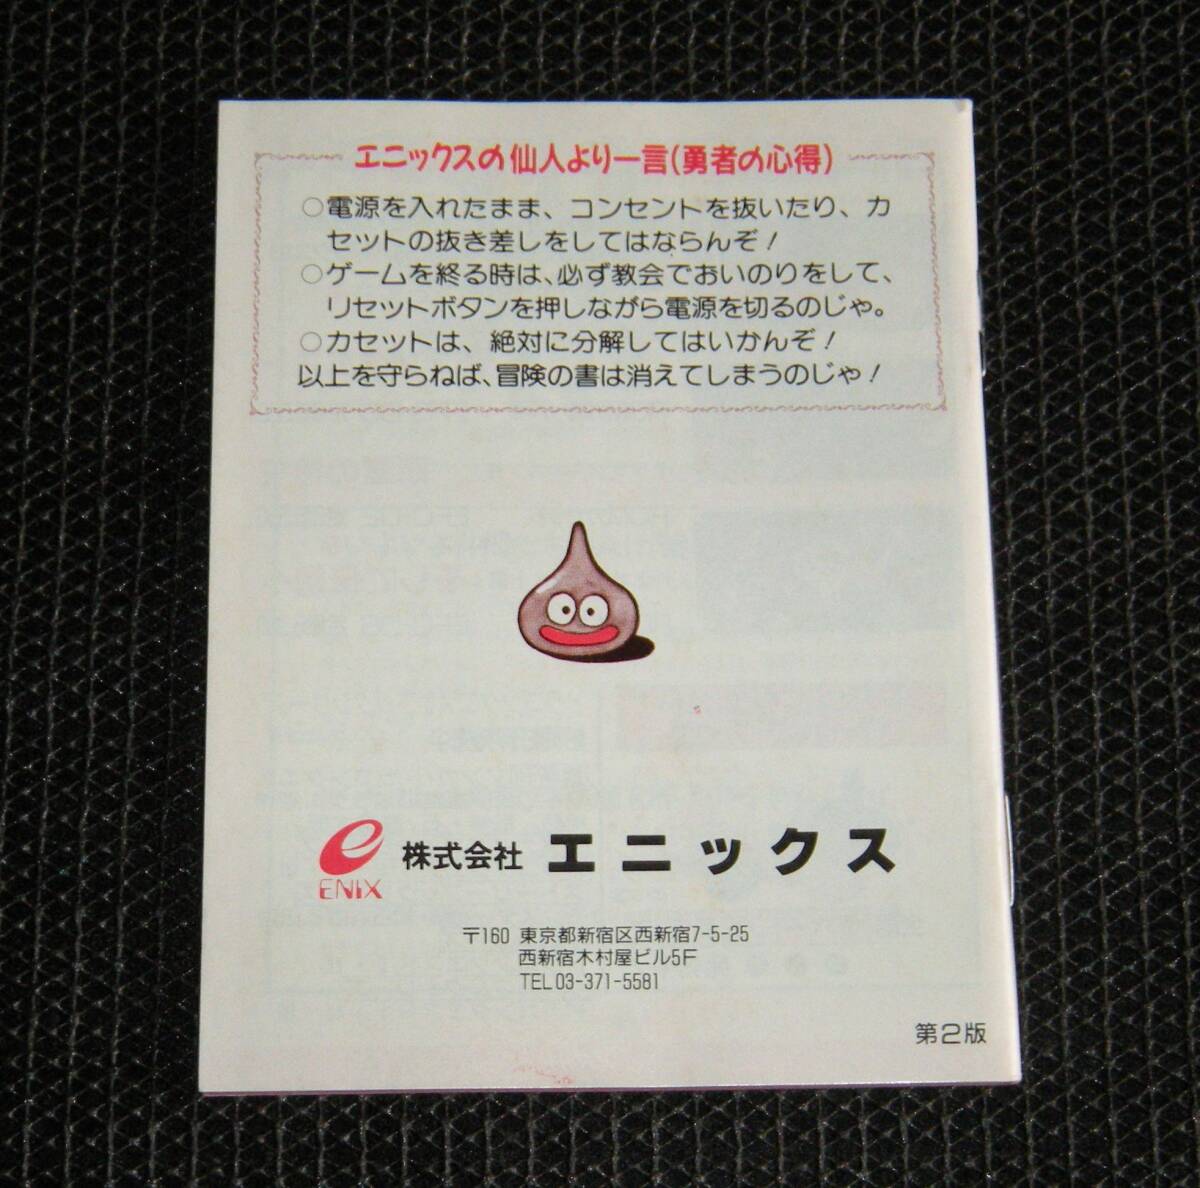 エニックスの仙人より一言(勇者の心得)
○電源を入れたまま、コンセントを抜いたり、カ
セットの抜き差しをしてはならんぞ!
○ゲームを終る時は、必ず教会でおいのりをして、
リセットボタンを押しながら電源を切るのじゃ。
○カセットは、絶対に分解してはいかんぞ!
以上を守らねば、冒険の書は消えてしまうのじゃ!
e
ENIX
株式会社 エニックス
〒160 東京都新宿区西新宿7-5-25
西新宿木村屋ビル5F
TEL 03-371-5581
第2版